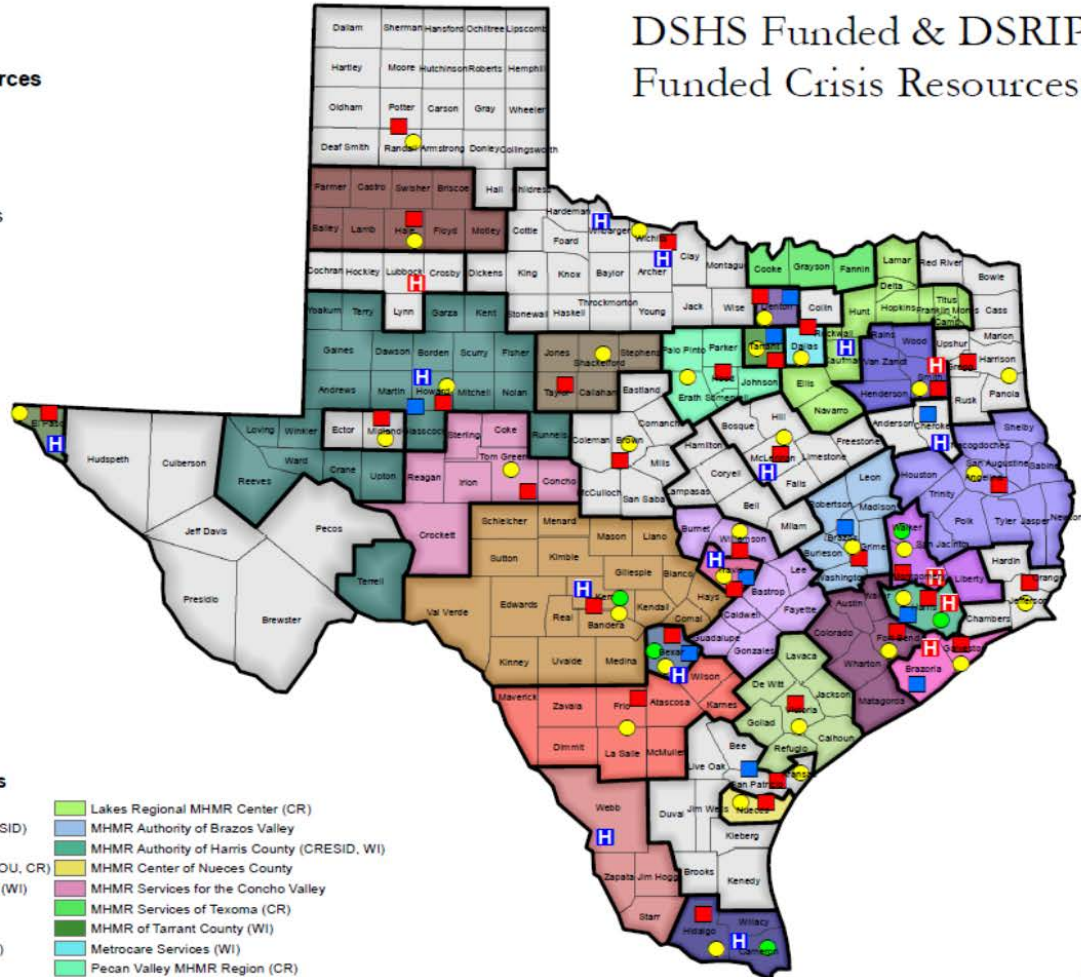 DSHS Funded & DSRIP
Funded Crisis Resources
rces
s
Dallam Sherman Hansford Ochiltree Lipscomb
Hartley Moore Hutchinson Roberts Hemphill
Oldham Potter Carson Gray Wheeler
Deaf Smith Randall Armstrong Donley Collingsworth
Parmer Castro Swisher Briscoe Hall Childress
Bailey Lamb Hale Floyd Motley Cottle Hardeman Foard Wilbarger Wichita Clay Montague Cooke Grayson Fannin Lamar Red River Bowie
Cochran Hockley Lubbock Crosby Dickens King Knox Baylor Archer Jack Wise Denton Collin Hunt Delta Hopkins Franklin Titus Morris Camp Cass
H
Yoakum Terry Lynn Garza Kent Stonewall Haskell Throckmorton Young
Gaines Dawson Borden Scurry Fisher Jones Shackelford Stephens Palo Pinto Parker Tarrant Dallas Rockwall Kaufman Rains Wood Van Zandt Upshur Marion Harrison Gregg
Andrews Martin Howard Mitchell Nolan Taylor Callahan Eastland Erath Hood Somervell Johnson Ellis Navarro Henderson Smith Rusk Panola
El Paso Hudspeth Culberson Loving Winkler Ector Midland Glasscock Sterling Coke Runnels Coleman Brown Comanche Hamilton Bosque Hill Freestone Anderson Cherokee Nacogdoches Shelby
Reeves Ward Crane Upton Reagan Irion Tom Green Concho McCulloch Mills San Saba Lampasas Coryell McLennan Limestone Falls Leon Houston San Augustine Sabine Angelina
Jeff Davis Pecos Crockett Schleicher Menard Mason Llano Burnet Bell Milam Williamson Robertson Madison Trinity Polk Tyler Jasper Newton
Presidio Brewster Terrell Sutton Kimble Gillespie Blanco Travis Lee Burleson Brazos Grimes Washington Walker San Jacinto Hardin Orange
Val Verde Edwards Kerr Real Bandera Kendall Comal Hays Bastrop Caldwell Fayette Austin Waller Montgomery Liberty Harris Chambers Jefferson
Kinney Uvalde Medina Bexar Guadalupe Gonzales Colorado Fort Bend Wharton Brazoria Galveston Matagorda
Maverick Zavala Frio Atascosa Wilson Karnes De Witt Lavaca Jackson Victoria Goliad Calhoun
Dimmit La Salle McMullen Live Oak Bee Refugio San Patricio Aransas
Webb Duval Jim Wells Nueces Kleberg
Zapata Jim Hogg Brooks Kenedy
Starr Hidalgo Willacy Cameron
s
SID)
OU, CR)
(WI)
)
Lakes Regional MHMR Center (CR)
MHMR Authority of Brazos Valley
MHMR Authority of Harris County (CRESID, WI)
MHMR Center of Nueces County
MHMR Services for the Concho Valley
MHMR Services of Texoma (CR)
MHMR of Tarrant County (WI)
Metrocare Services (WI)
Pecan Valley MHMR Region (CR)